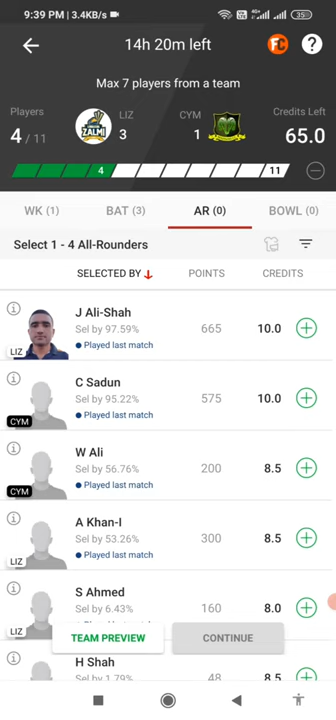 9:39 PM | 3.4KB/s
4G+
35
14h 20m left
FC
?
Max 7 players from a team
Players
4 / 11
ZALMI
LIZ
3
CYM
1
Credits Left
65.0
4
11
WK (1)
BAT (3)
AR (0)
BOWL (0)
Select 1 - 4 All-Rounders
SELECTED BY
POINTS
CREDITS
J Ali-Shah
Sel by 97.59%
Played last match
LIZ
665
10.0
C Sadun
Sel by 95.22%
Played last match
CYM
575
10.0
W Ali
Sel by 56.76%
Played last match
CYM
200
8.5
A Khan-I
Sel by 53.26%
Played last match
LIZ
300
8.5
S Ahmed
Sel by 6.43%
LIZ
160
8.0
TEAM PREVIEW
CONTINUE
H Shah
Sel by 1.79%
48
8.5